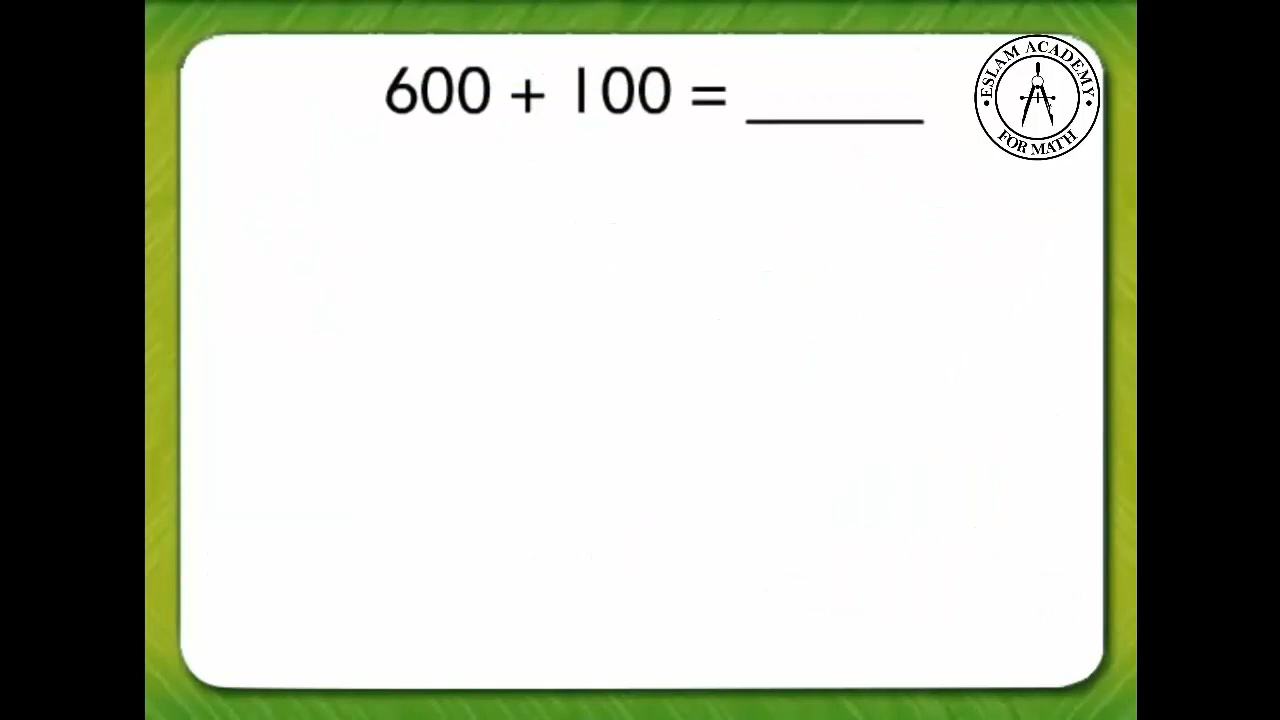 600 + 100 = ______
ESLAM ACADEMY
FOR MATH